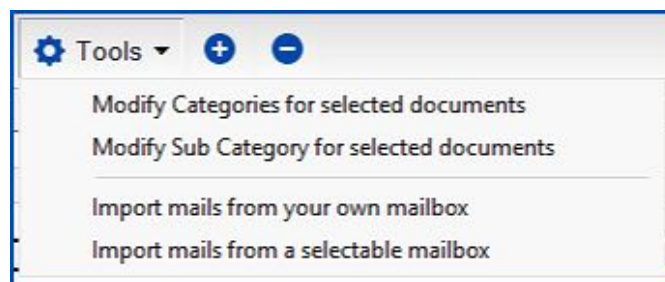 Tools
Modify Categories for selected documents
Modify Sub Category for selected documents
Import mails from your own mailbox
Import mails from a selectable mailbox